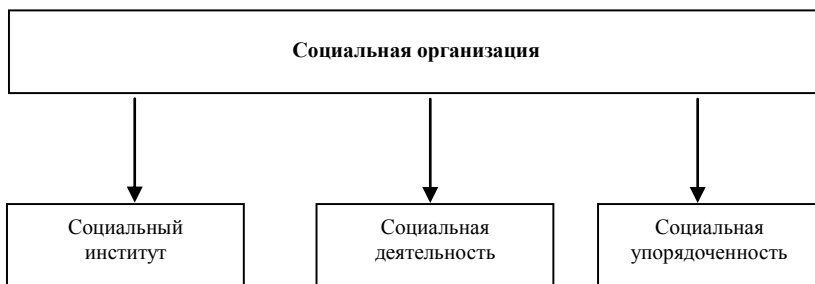 Социальная организация
Социальный
институт
Социальная
деятельность
Социальная
упорядоченность